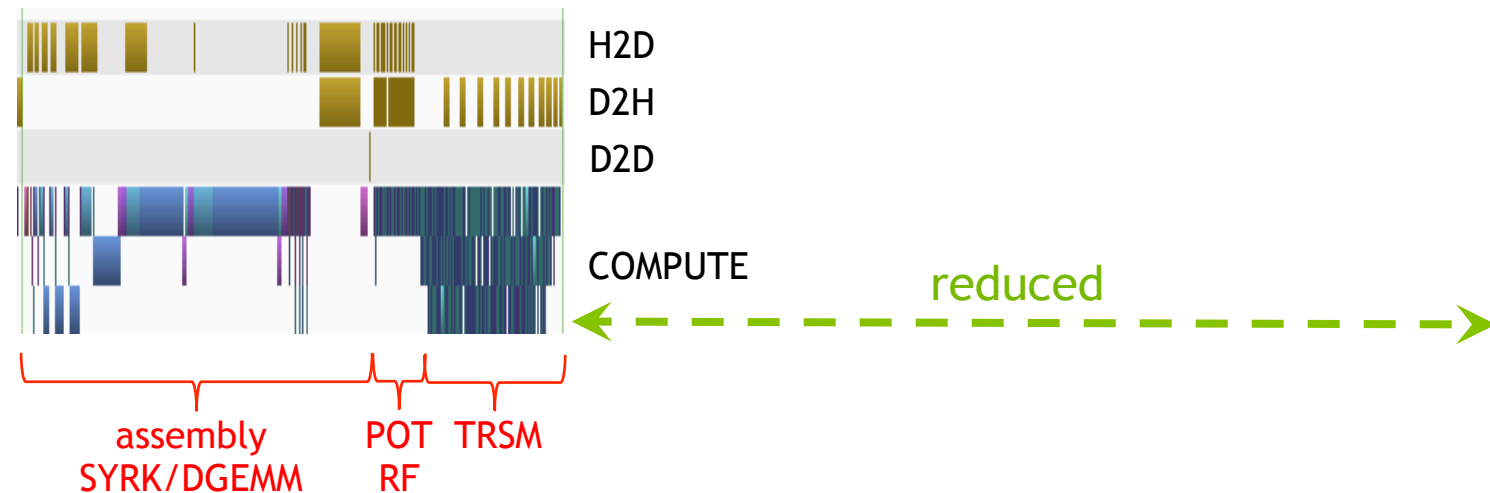 H2D
D2H
D2D
COMPUTE
reduced
assembly
SYRK/DGEMM
POT
RF
TRSM